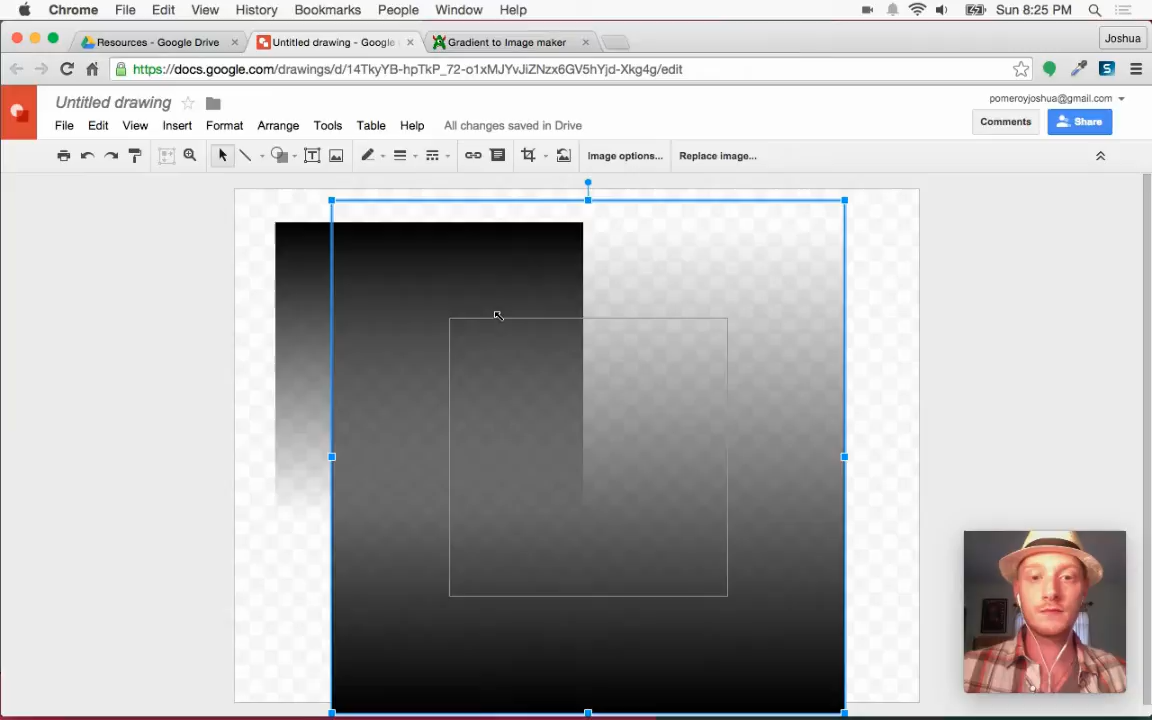 Chrome File Edit View History Bookmarks People Window Help Sun 8:25 PM
Resources - Google Drive Untitled drawing - Google Gradient to Image maker Joshua
https://docs.google.com/drawings/d/14TkyYB-hpTkP_72-o1xMJYvJiZNzx6GV5hYjd-Xkg4g/edit
Untitled drawing pomeroyjoshua@gmail.com
File Edit View Insert Format Arrange Tools Table Help All changes saved in Drive Comments Share
Image options... Replace image...